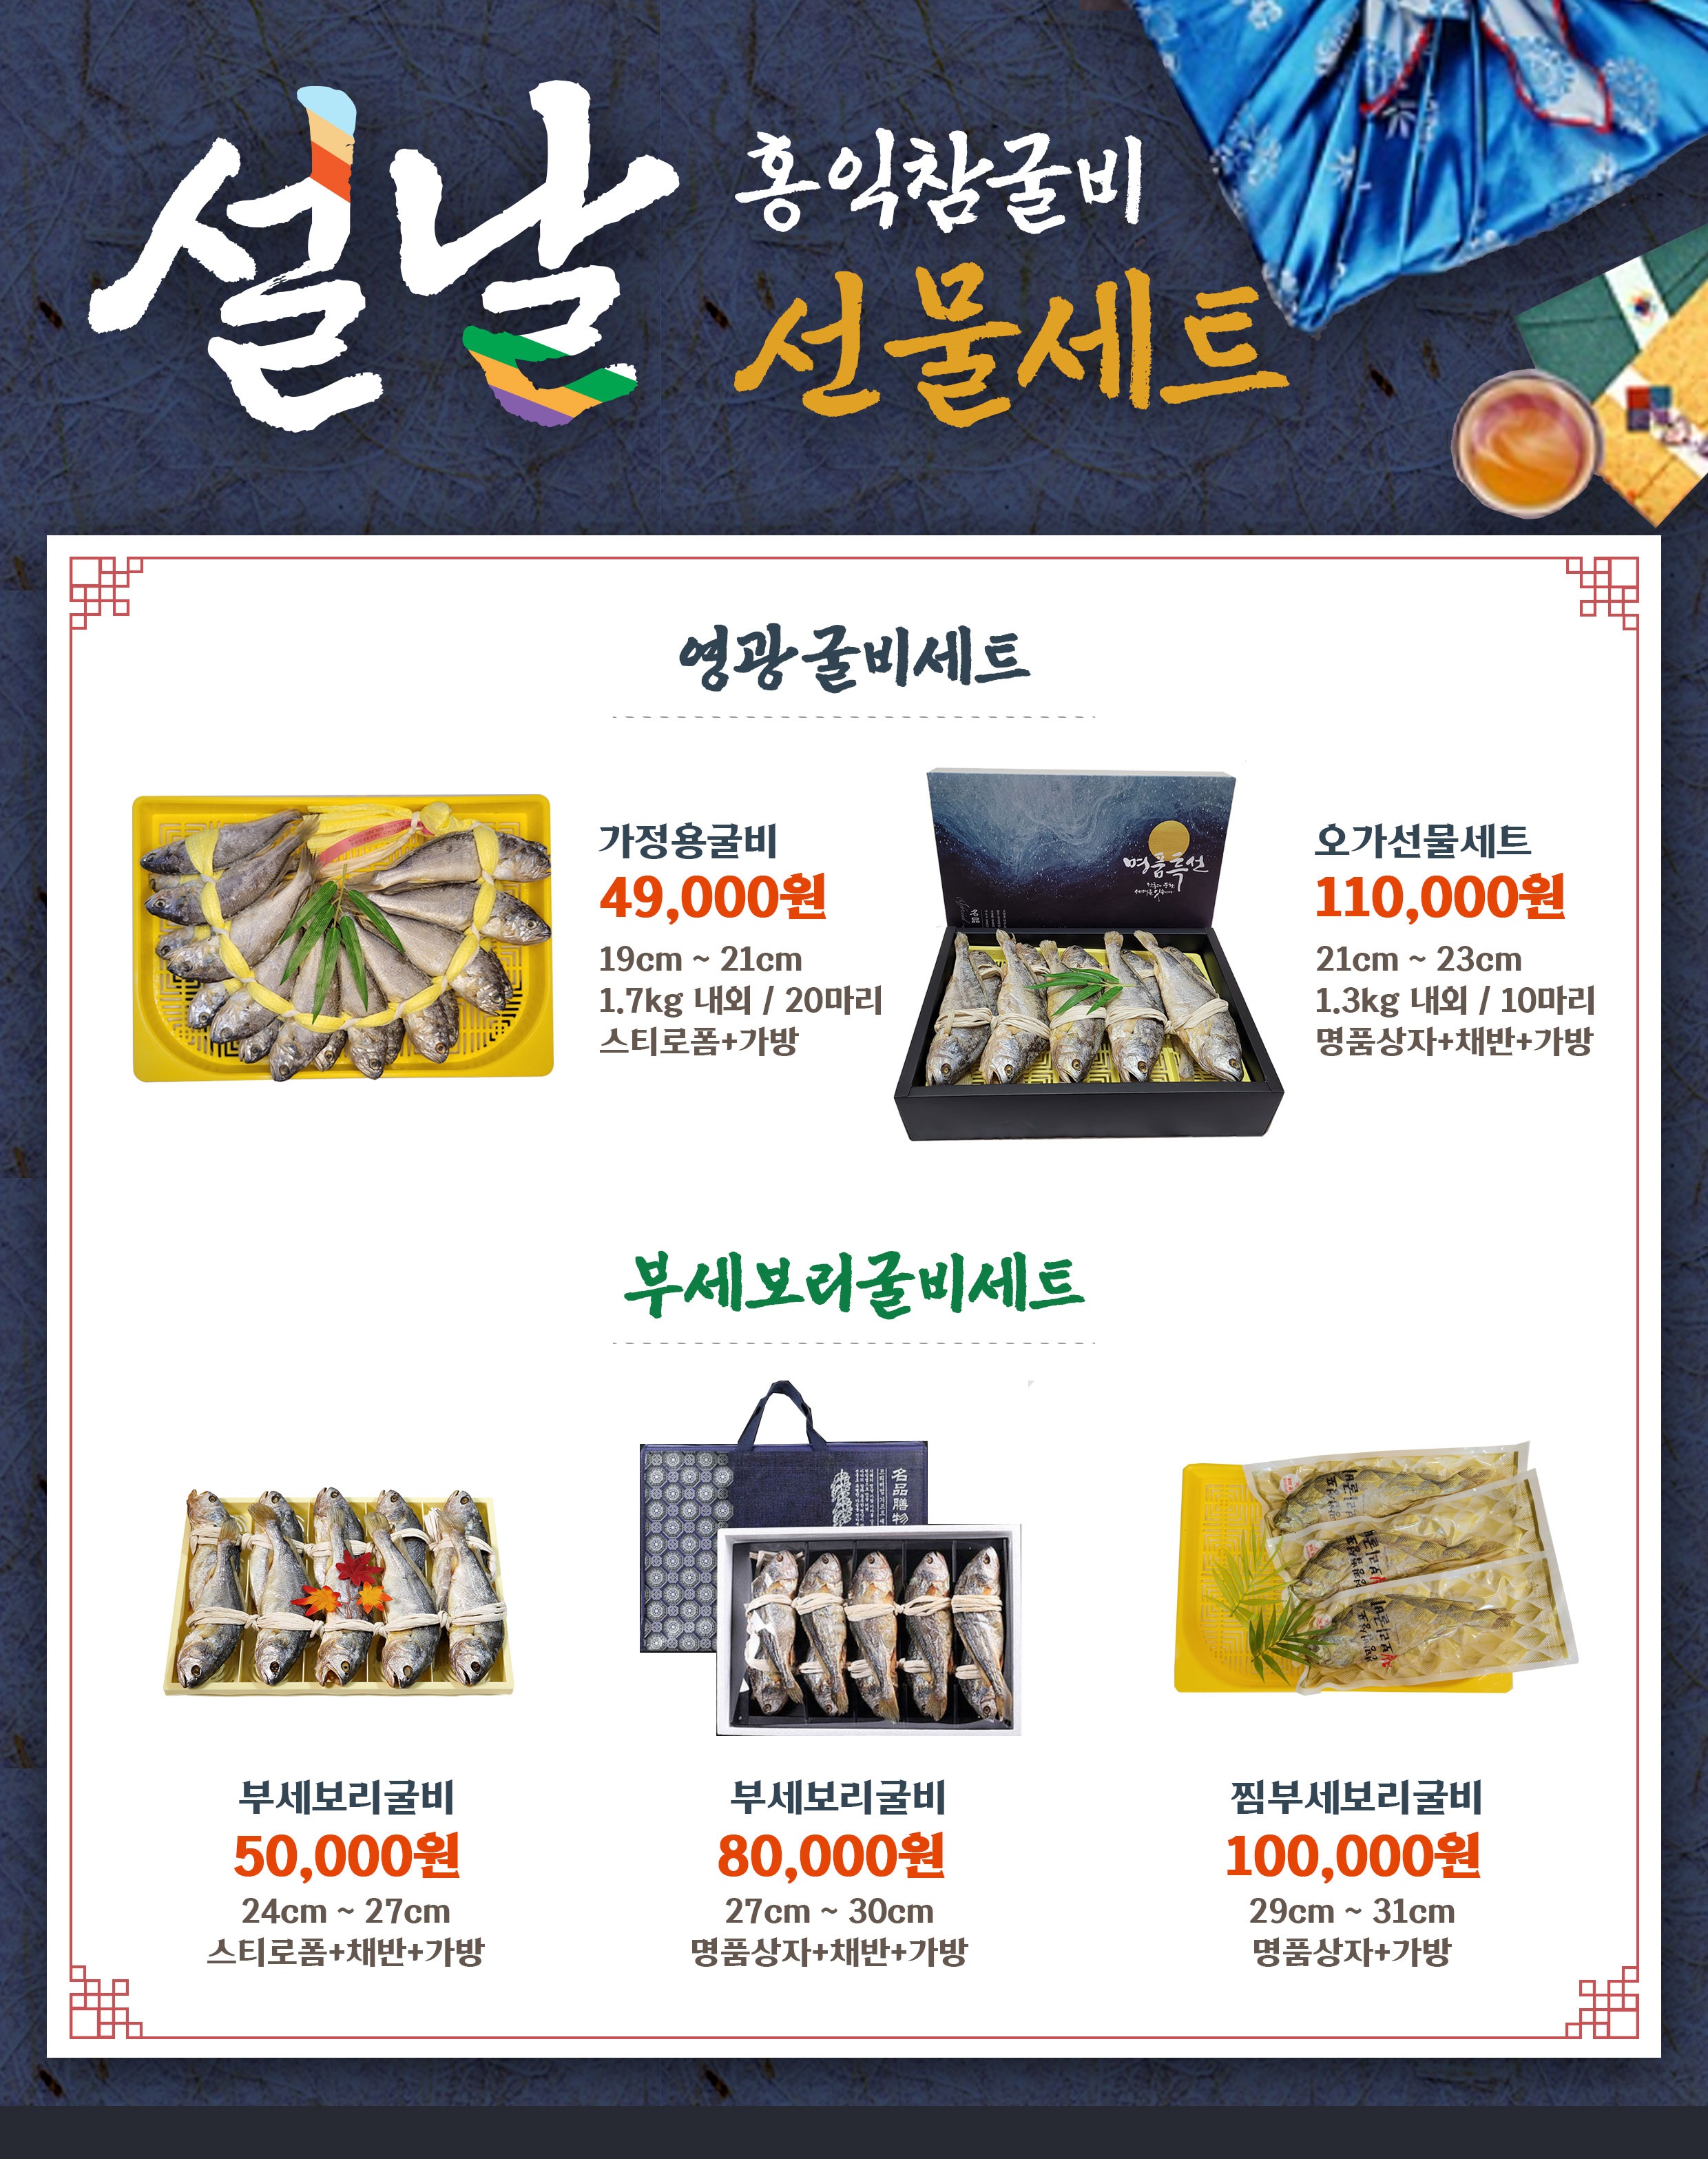 설날
홍익참굴비
선물세트
영광굴비세트
가정용굴비
49,000원
19cm ~ 21cm
1.7kg 내외 / 20마리
스티로폼+가방
명품특선
오가선물세트
110,000원
21cm ~ 23cm
1.3kg 내외 / 10마리
명품상자+채반+가방
부세보리굴비세트
名品膳物
부세보리굴비
50,000원
24cm ~ 27cm
스티로폼+채반+가방
부세보리굴비
80,000원
27cm ~ 30cm
명품상자+채반+가방
보리굴비
찜부세보리굴비
100,000원
29cm ~ 31cm
명품상자+가방